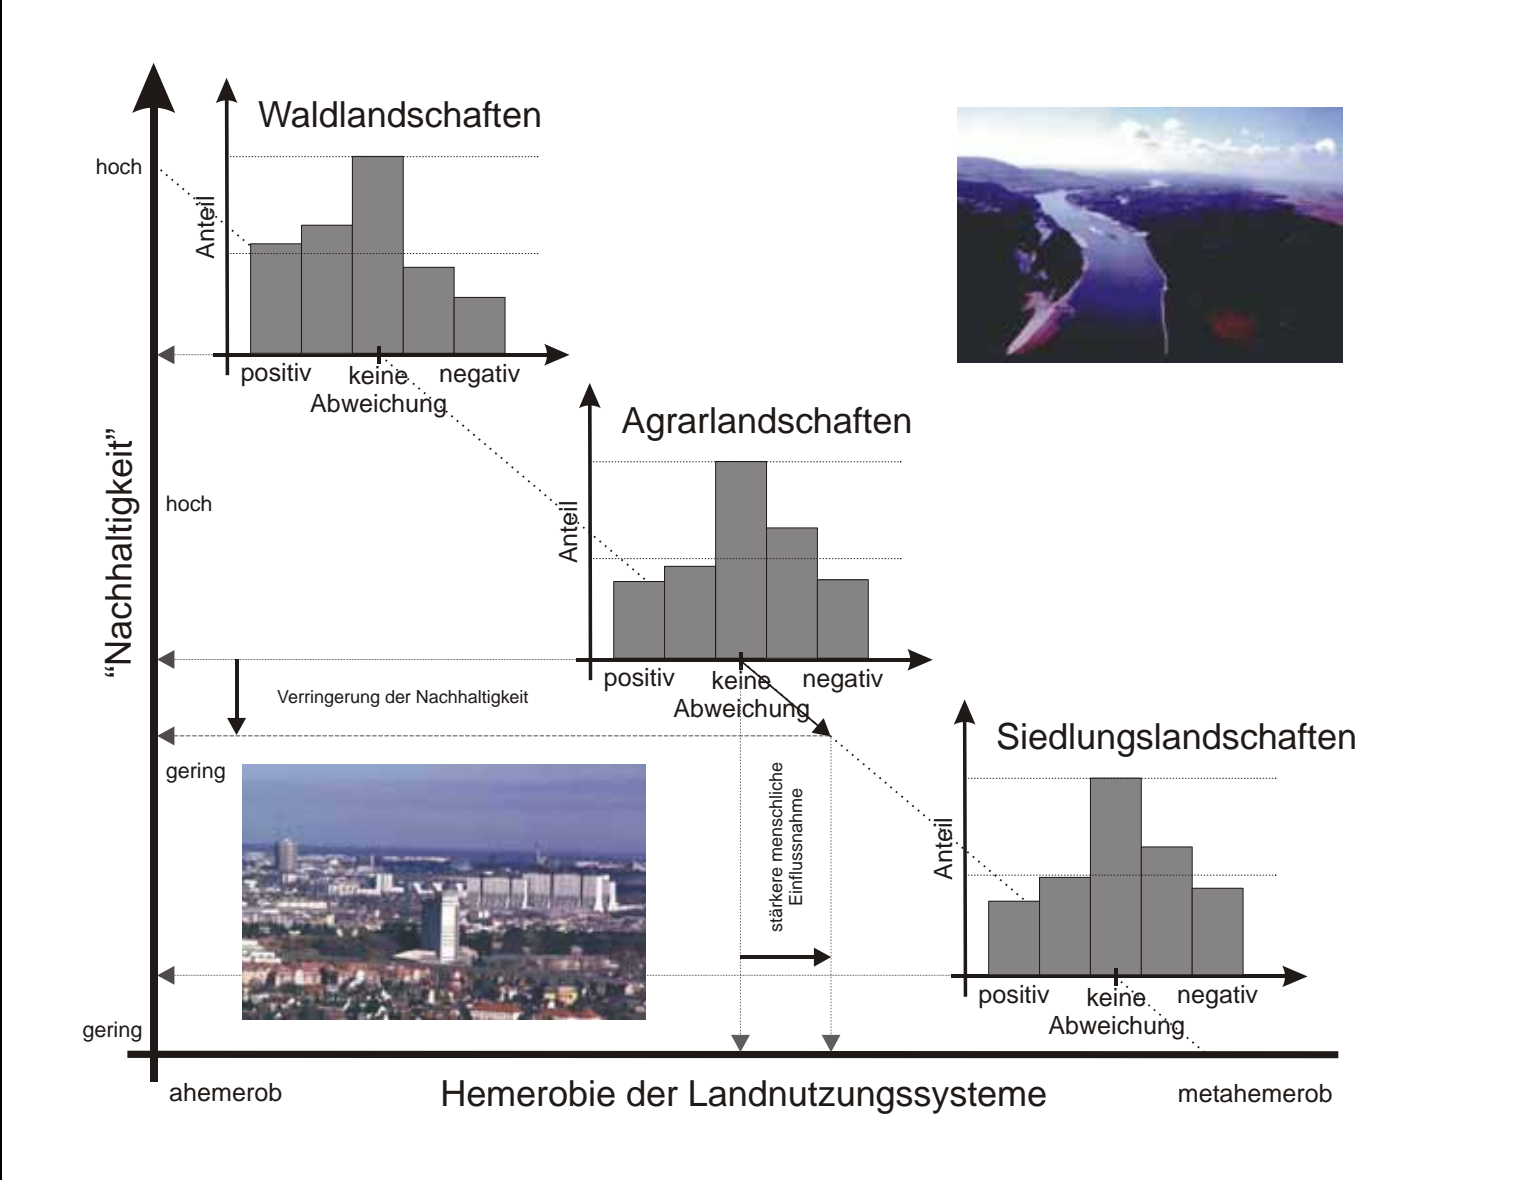 Waldlandschaften
hoch
Anteil
positiv
keine
negativ
Abweichung
Agrarlandschaften
"Nachhaltigkeit"
hoch
Anteil
positiv
keine
negativ
Abweichung
Verringerung der Nachhaltigkeit
Siedlungslandschaften
gering
stärkere menschliche
Einflussnahme
Anteil
positiv
keine
negativ
Abweichung
gering
ahemerob
Hemerobie der Landnutzungssysteme
metahemerob